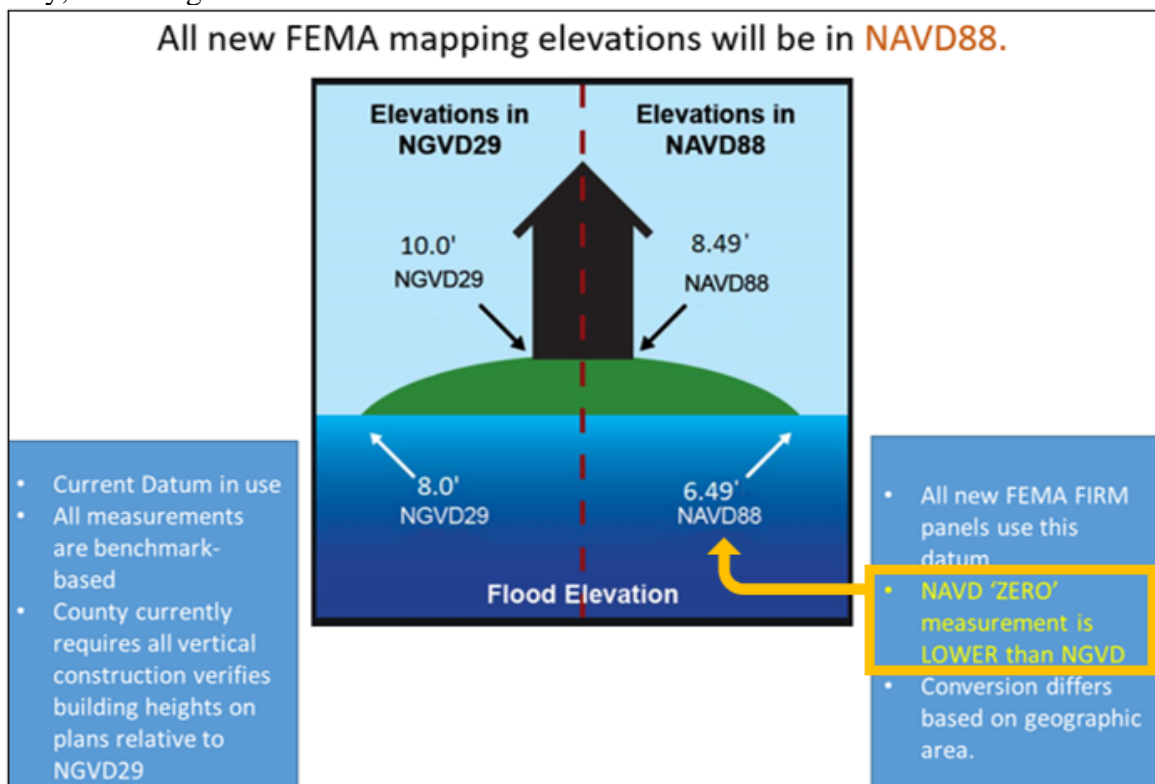 All new FEMA mapping elevations will be in NAVD88.
Elevations in
NGVD29
Elevations in
NAVD88
10.0'
NGVD29
8.49'
NAVD88
8.0'
NGVD29
6.49'
NAVD88
Flood Elevation
• Current Datum in use
• All measurements
are benchmark-
based
• County currently
requires all vertical
construction verifies
building heights on
plans relative to
NGVD29
• All new FEMA FIRM
panels use this
datum
• NAVD 'ZERO'
measurement is
LOWER than NGVD
• Conversion differs
based on geographic
area.